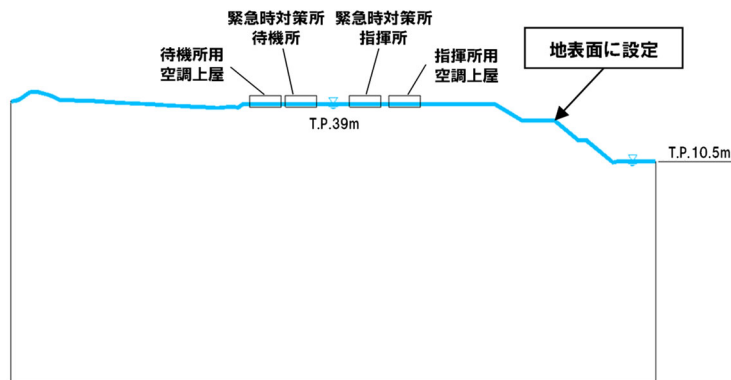 緊急時対策所
待機所
緊急時対策所
指揮所
待機所用
空調上屋
指揮所用
空調上屋
地表面に設定
T.P.39m
T.P.10.5m